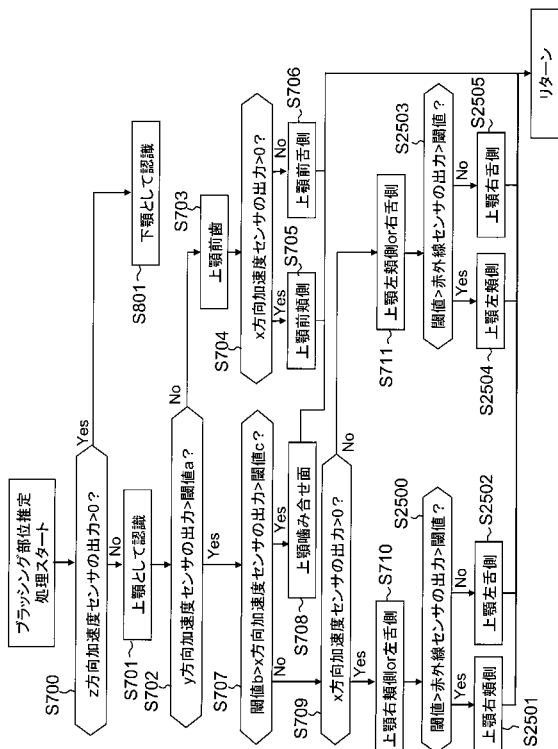 ブラッシング部位推定
処理スタート
S700
z方向加速度センサの出力>0?
Yes
No
S801
下顎として認識
S701
上顎として認識
S702
y方向加速度センサの出力>閾値a?
No
Yes
S703
上顎前歯
S704
x方向加速度センサの出力>0?
Yes
No
S705
上顎前頬側
S706
上顎前舌側
S707
閾値b>x方向加速度センサの出力>閾値c?
Yes
No
S708
上顎噛み合せ面
S709
x方向加速度センサの出力>0?
Yes
No
S710
上顎右頬側or左舌側
S711
上顎左頬側or右舌側
S2500
閾値>赤外線センサの出力>閾値?
Yes
No
S2501
上顎右頬側
S2502
上顎左舌側
S2503
閾値>赤外線センサの出力>閾値?
Yes
No
S2504
上顎左頬側
S2505
上顎右舌側
リターン